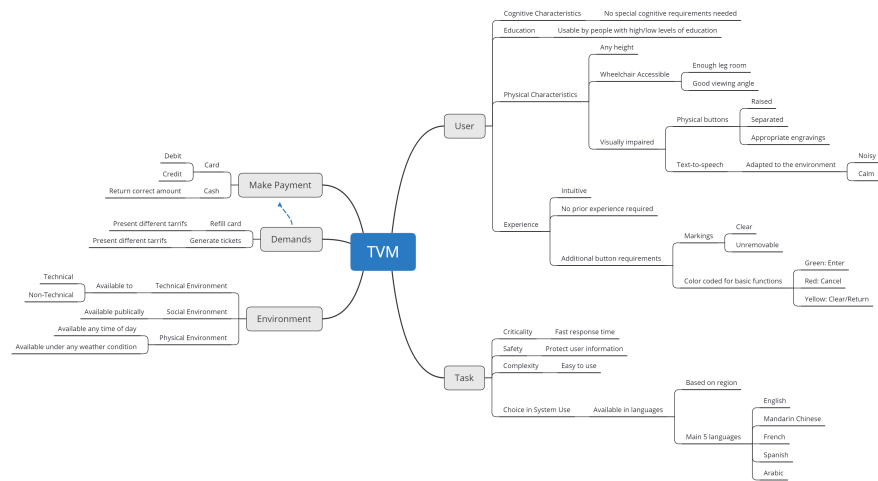 TVM
User
Cognitive Characteristics
No special cognitive requirements needed
Education
Usable by people with high/low levels of education
Physical Characteristics
Any height
Wheelchair Accessible
Enough leg room
Good viewing angle
Visually impaired
Physical buttons
Raised
Separated
Appropriate engravings
Text-to-speech
Adapted to the environment
Noisy
Calm
Experience
Intuitive
No prior experience required
Additional button requirements
Markings
Clear
Unremovable
Color coded for basic functions
Green: Enter
Red: Cancel
Yellow: Clear/Return
Task
Criticality
Fast response time
Safety
Protect user information
Complexity
Easy to use
Choice in System Use
Available in languages
Based on region
Main 5 languages
English
Mandarin Chinese
French
Spanish
Arabic
Make Payment
Card
Debit
Credit
Cash
Return correct amount
Demands
Refill card
Present different tarrifs
Generate tickets
Present different tarrifs
Environment
Technical Environment
Available to
Technical
Non-Technical
Social Environment
Available publically
Physical Environment
Available any time of day
Available under any weather condition